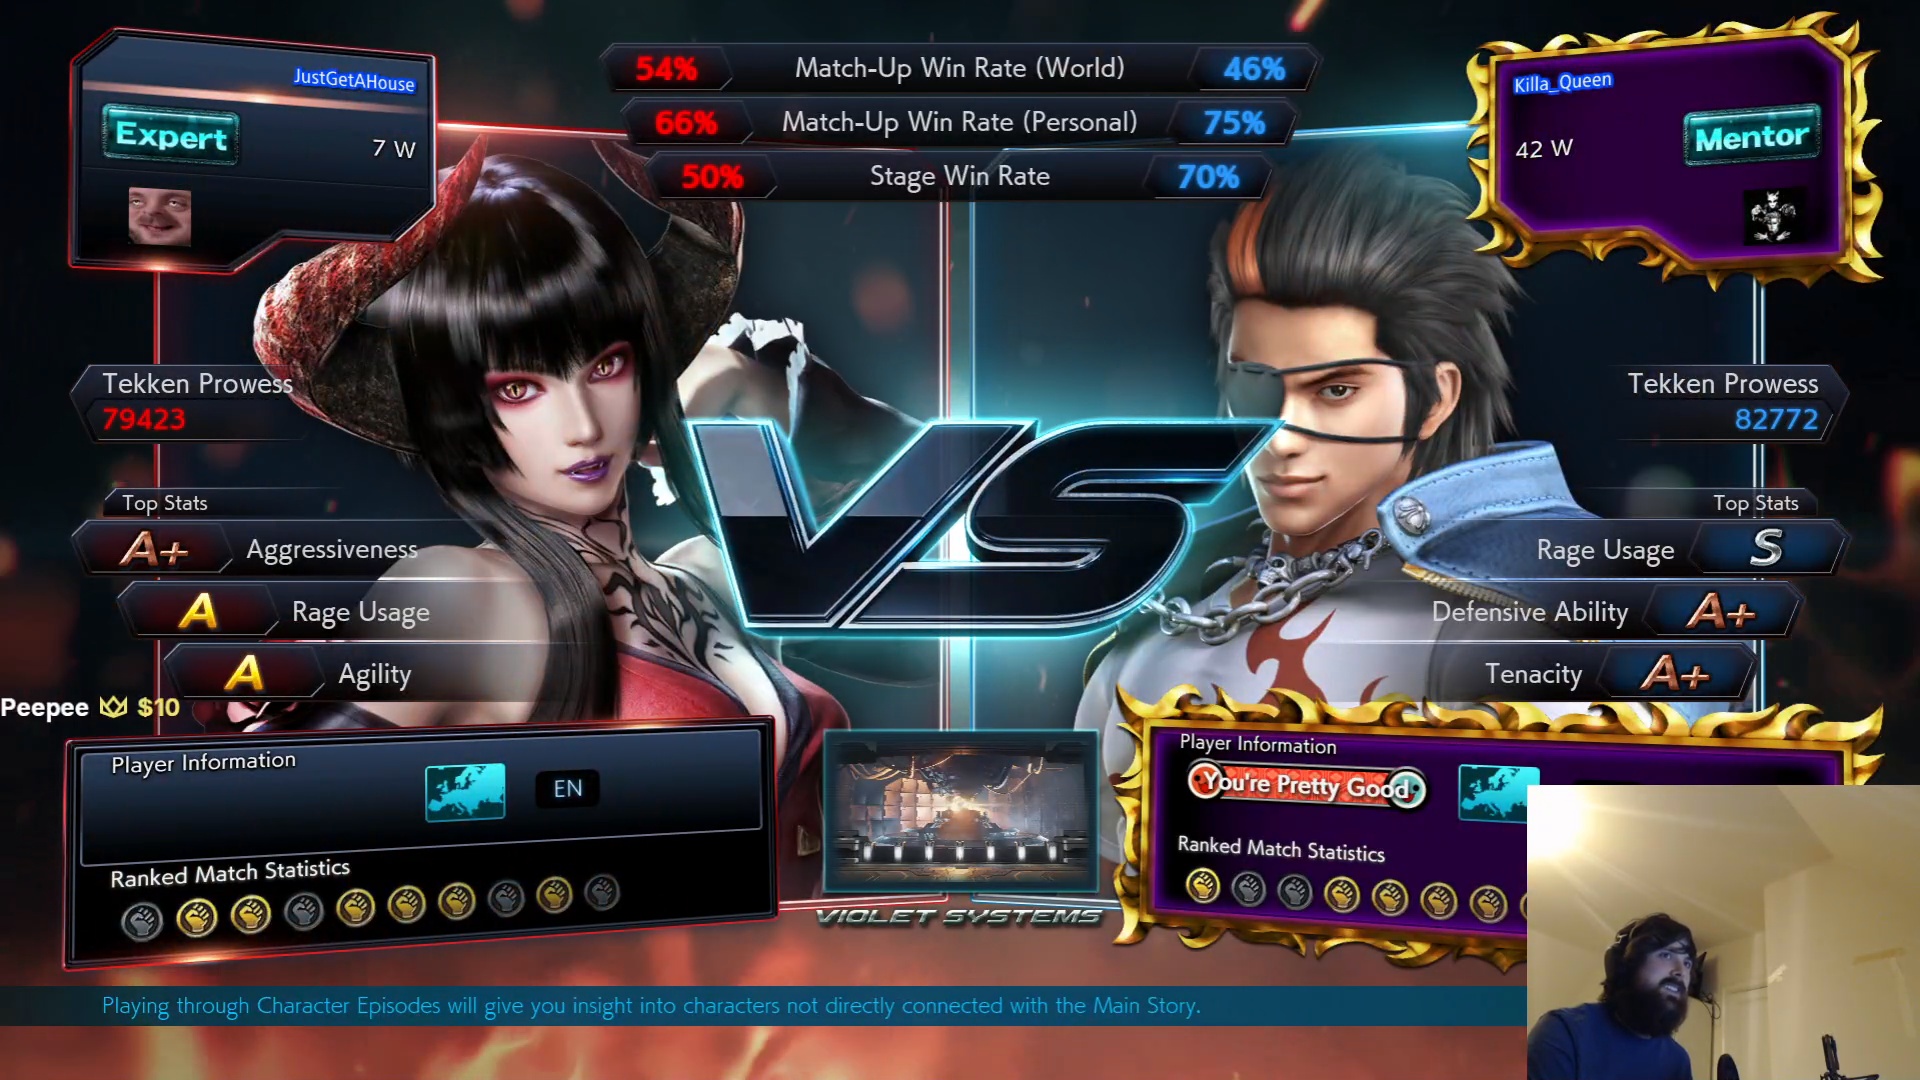 54% Match-Up Win Rate (World) 46%
JustGetAHouse
Killa_Queen
66% Match-Up Win Rate (Personal) 75%
Expert
7 W
42 W
Mentor
50% Stage Win Rate 70%
Tekken Prowess
79423
Tekken Prowess
82772
VS
Top Stats
A+ Aggressiveness
A Rage Usage
A Agility
Top Stats
Rage Usage S
Defensive Ability A+
Tenacity A+
Peepee $10
Player Information
EN
Ranked Match Statistics
Player Information
You're Pretty Good
Ranked Match Statistics
VIOLET SYSTEMS
Playing through Character Episodes will give you insight into characters not directly connected with the Main Story.